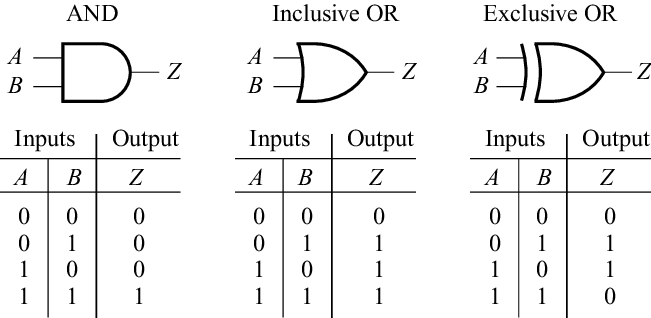 AND Inclusive OR Exclusive OR
A Z A Z A Z
B B B
Inputs Output Inputs Output Inputs Output
A B Z A B Z A B Z
0 0 0 0 0 0 0 0 0
0 1 0 0 1 1 0 1 1
1 0 0 1 0 1 1 0 1
1 1 1 1 1 1 1 1 0